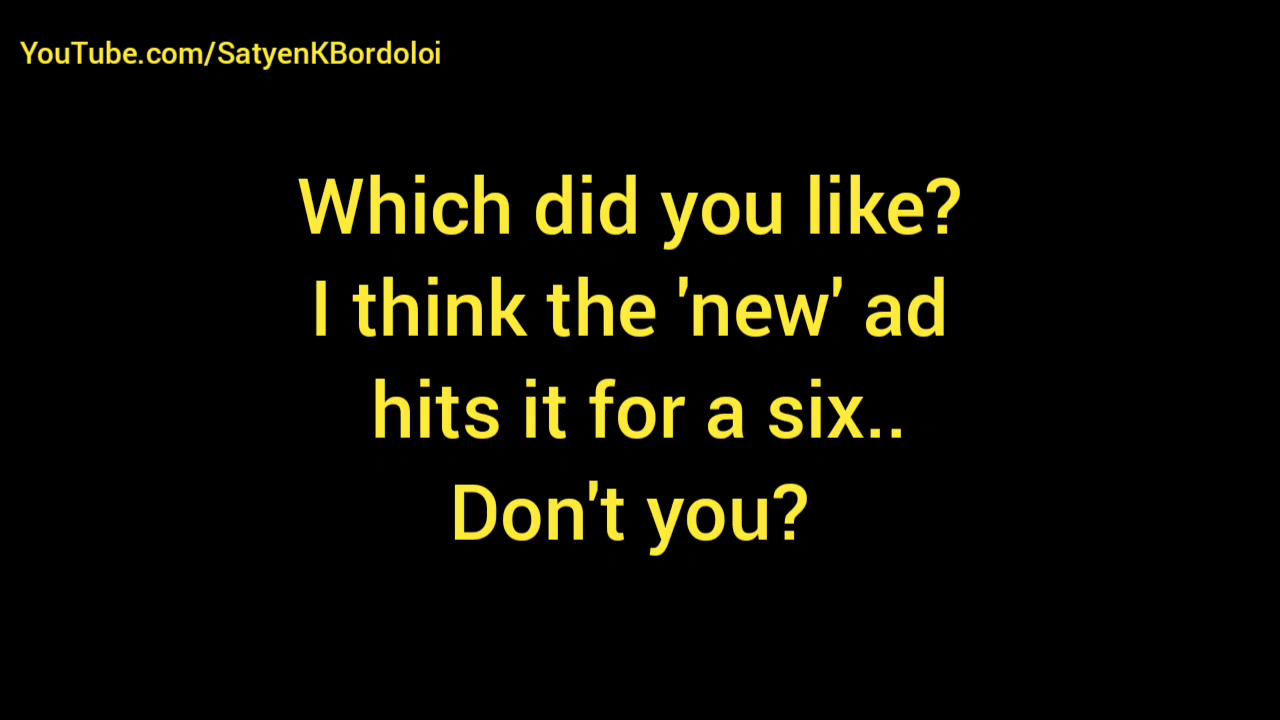 YouTube.com/SatyenKBordoloi
Which did you like?
I think the 'new' ad
hits it for a six..
Don't you?